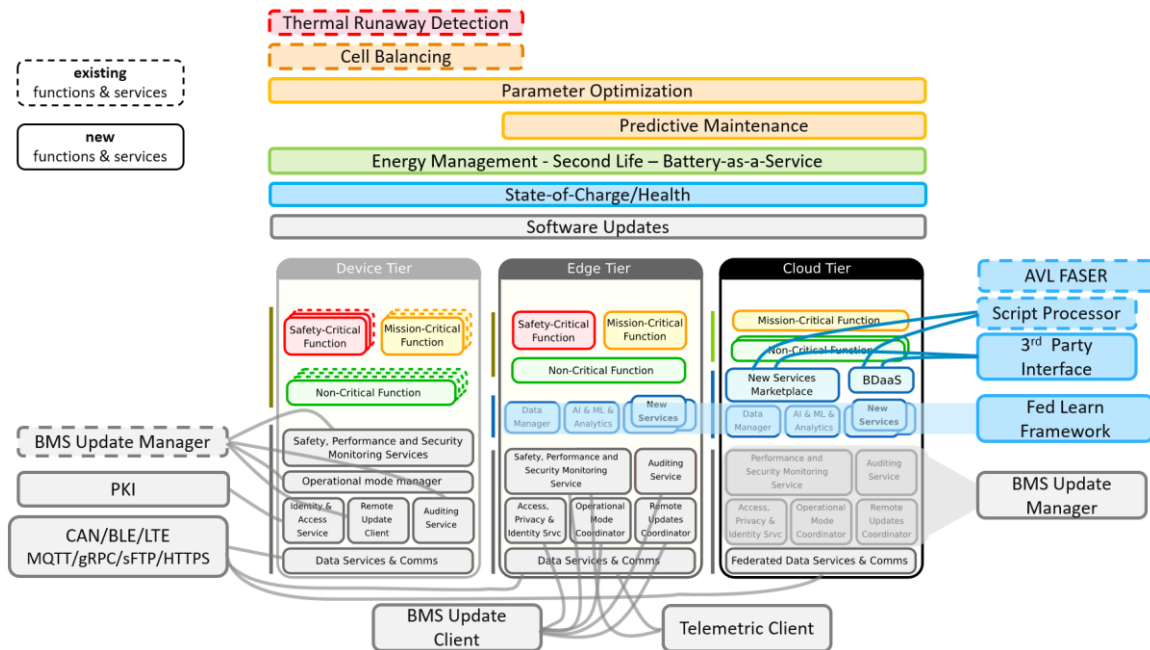 Thermal Runaway Detection
Cell Balancing
existing
functions & services
Parameter Optimization
new
functions & services
Predictive Maintenance
Energy Management - Second Life – Battery-as-a-Service
State-of-Charge/Health
Software Updates
Device Tier
Edge Tier
Cloud Tier
AVL FASER
Script Processor
3rd Party
Interface
Fed Learn
Framework
BMS Update
Manager
Safety-Critical
Function
Mission-Critical
Function
Non-Critical Function
Safety, Performance and Security
Monitoring Services
Operational mode manager
Identity &
Access
Service
Remote
Update
Client
Auditing
Service
Data Services & Comms
Safety-Critical
Function
Mission-Critical
Function
Non-Critical Function
Data
Manager
AI & ML &
Analytics
New
Services
Safety, Performance and
Security Monitoring
Service
Auditing
Service
Access,
Privacy &
Identity Srvc
Operational
Mode
Coordinator
Remote
Updates
Coordinator
Data Services & Comms
Mission-Critical Function
Non-Critical Function
New Services
Marketplace
BDaaS
Data
Manager
AI & ML &
Analytics
New
Services
Performance and
Security Monitoring
Service
Auditing
Service
Access,
Privacy &
Identity Srvc
Operational
Mode
Coordinator
Remote
Updates
Coordinator
Federated Data Services & Comms
BMS Update Manager
PKI
CAN/BLE/LTE
MQTT/gRPC/sFTP/HTTPS
BMS Update
Client
Telemetric Client